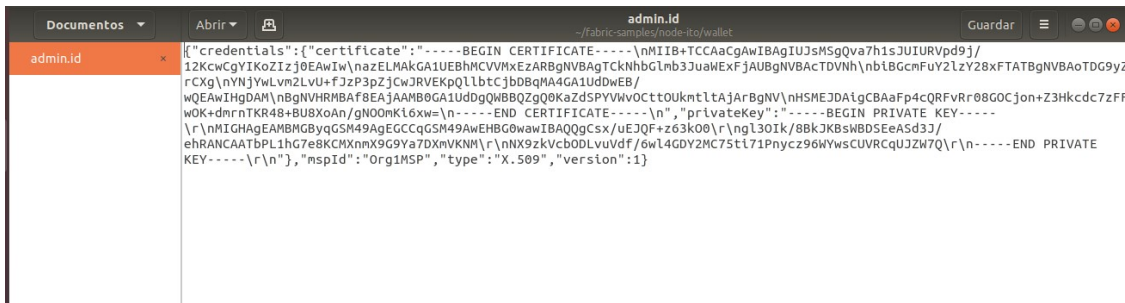 Documentos
Abrir
admin.id
~/fabric-samples/node-ito/wallet
Guardar
admin.id
{"credentials":{"certificate":"-----BEGIN CERTIFICATE-----\nMIIB+TCCAaCgAwIBAgIUJsMSgQva7h1sJUIURVpd9j/
12KcwCgYIKoZIzj0EAwIw\nazELMAkGA1UEBhMCVVMxEzARBgNVBAgTCkNhbGlmb3JuaWExFjAUBgNVBAcTDVNh\nbiBGcmFuY2lzY28xFTATBgNVBAoTDG9yZ
rCXg\nYNjYwLvm2LvU+fJzP3pZjCwJRVEKpQllbtCjbDBqMA4GA1UdDwEB/
wQEAwIHgDAM\nBgNVHRMBAf8EAjAAMB0GA1UdDgQWBBQZgQ0KaZdSPYVWvOCttOUkmtltAjArBgNV\nHSMEJDAigCBAaFp4cQRFvRr08GOCjon+Z3Hkcdc7zFF
wOK+dmrnTKR48+BU8XoAn/gNOOmKi6xw=\n-----END CERTIFICATE-----\n","privateKey":"-----BEGIN PRIVATE KEY-----
\r\nMIGHAgEAMBMGByqGSM49AgEGCCqGSM49AwEHBG0wawIBAQQgCsx/uEJQF+z63kO0\r\nngl3OIk/8BkJKBsWBDSEeASd3J/
ehRANCAATbPL1hG7e8KCMXnmX9G9Ya7DXmVKNM\r\nNX9zkVcbODLvuVdf/6wl4GDY2MC75ti71Pnycz96WYwsCUVRCqUJZW7Q\r\n-----END PRIVATE
KEY-----\r\n"},"mspId":"Org1MSP","type":"X.509","version":1}